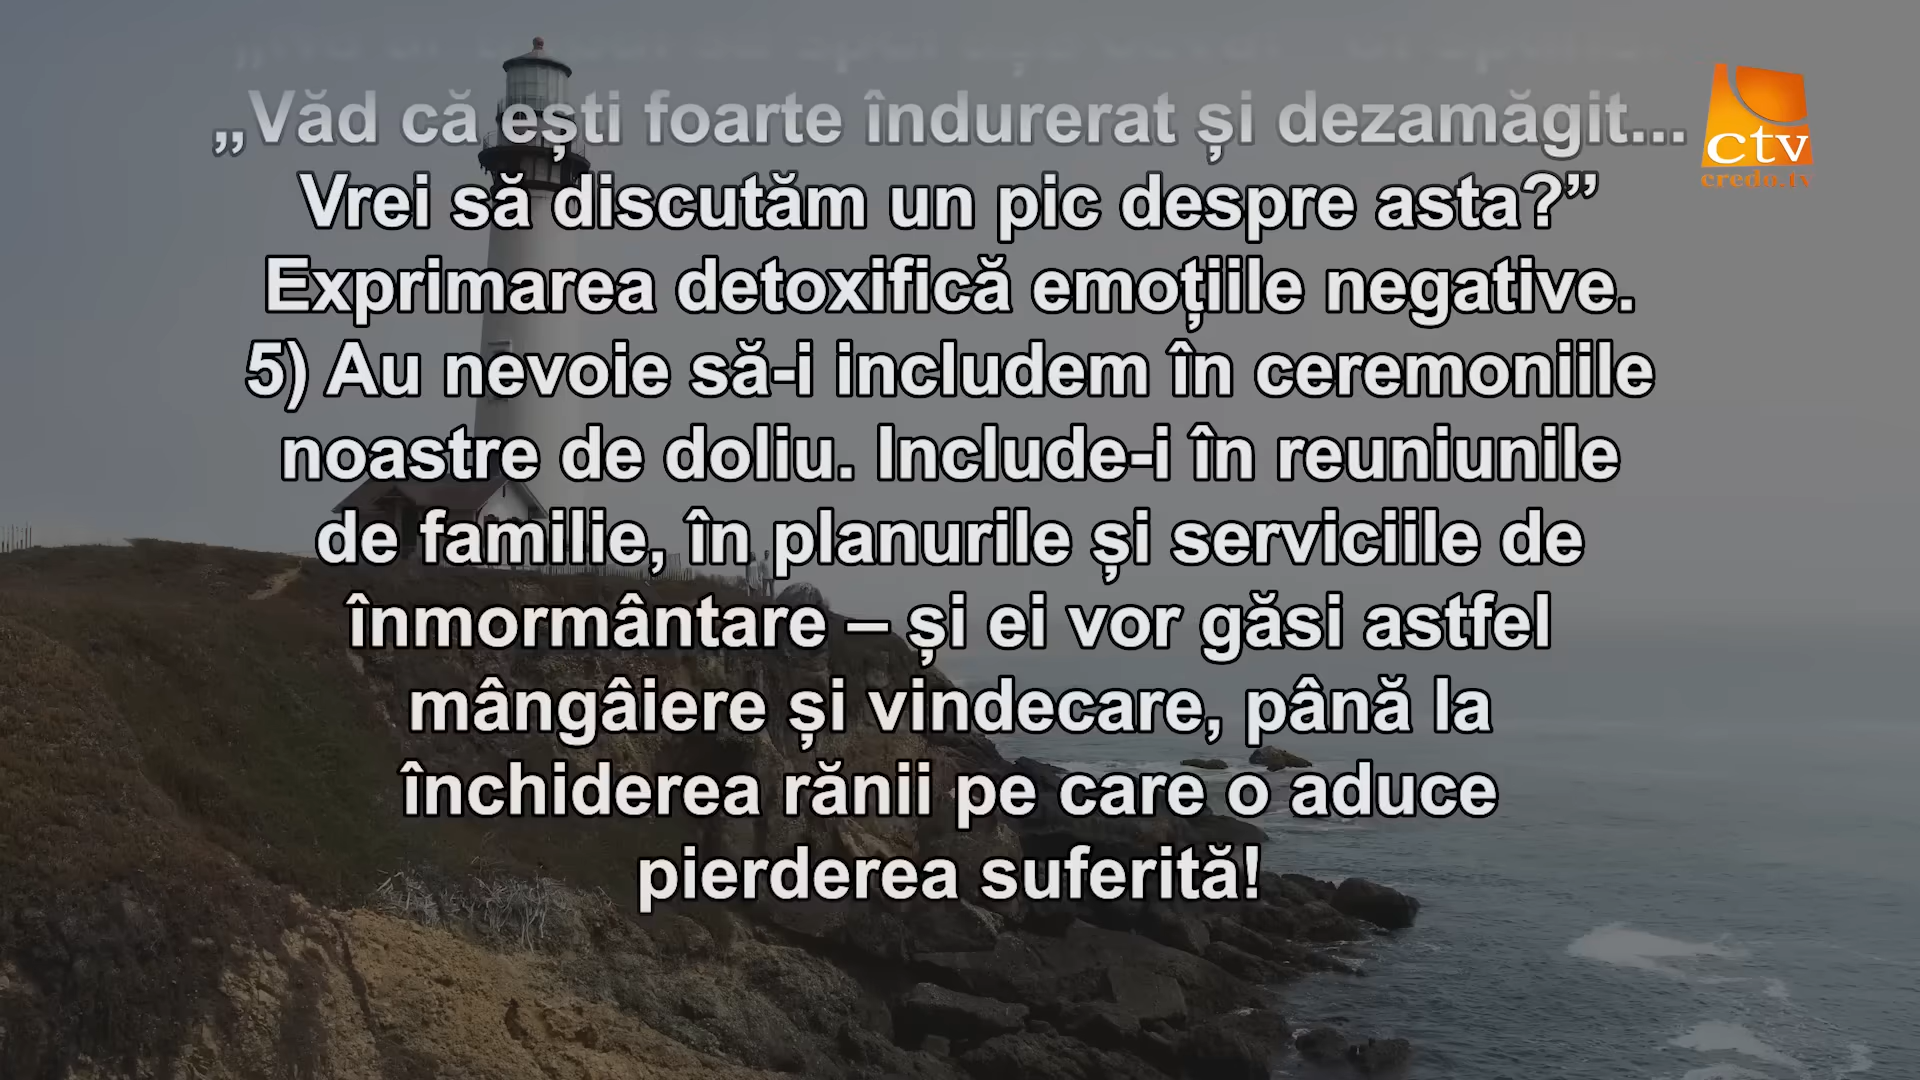 „Văd că ești foarte îndurerat și dezamăgit...
Vrei să discutăm un pic despre asta?”
Exprimarea detoxifică emoțiile negative.
5) Au nevoie să-i includem în ceremoniile
noastre de doliu. Include-i în reuniunile
de familie, în planurile și serviciile de
înmormântare – și ei vor găsi astfel
mângâiere și vindecare, până la
închiderea rănii pe care o aduce
pierderea suferită!
ctv
credo.tv